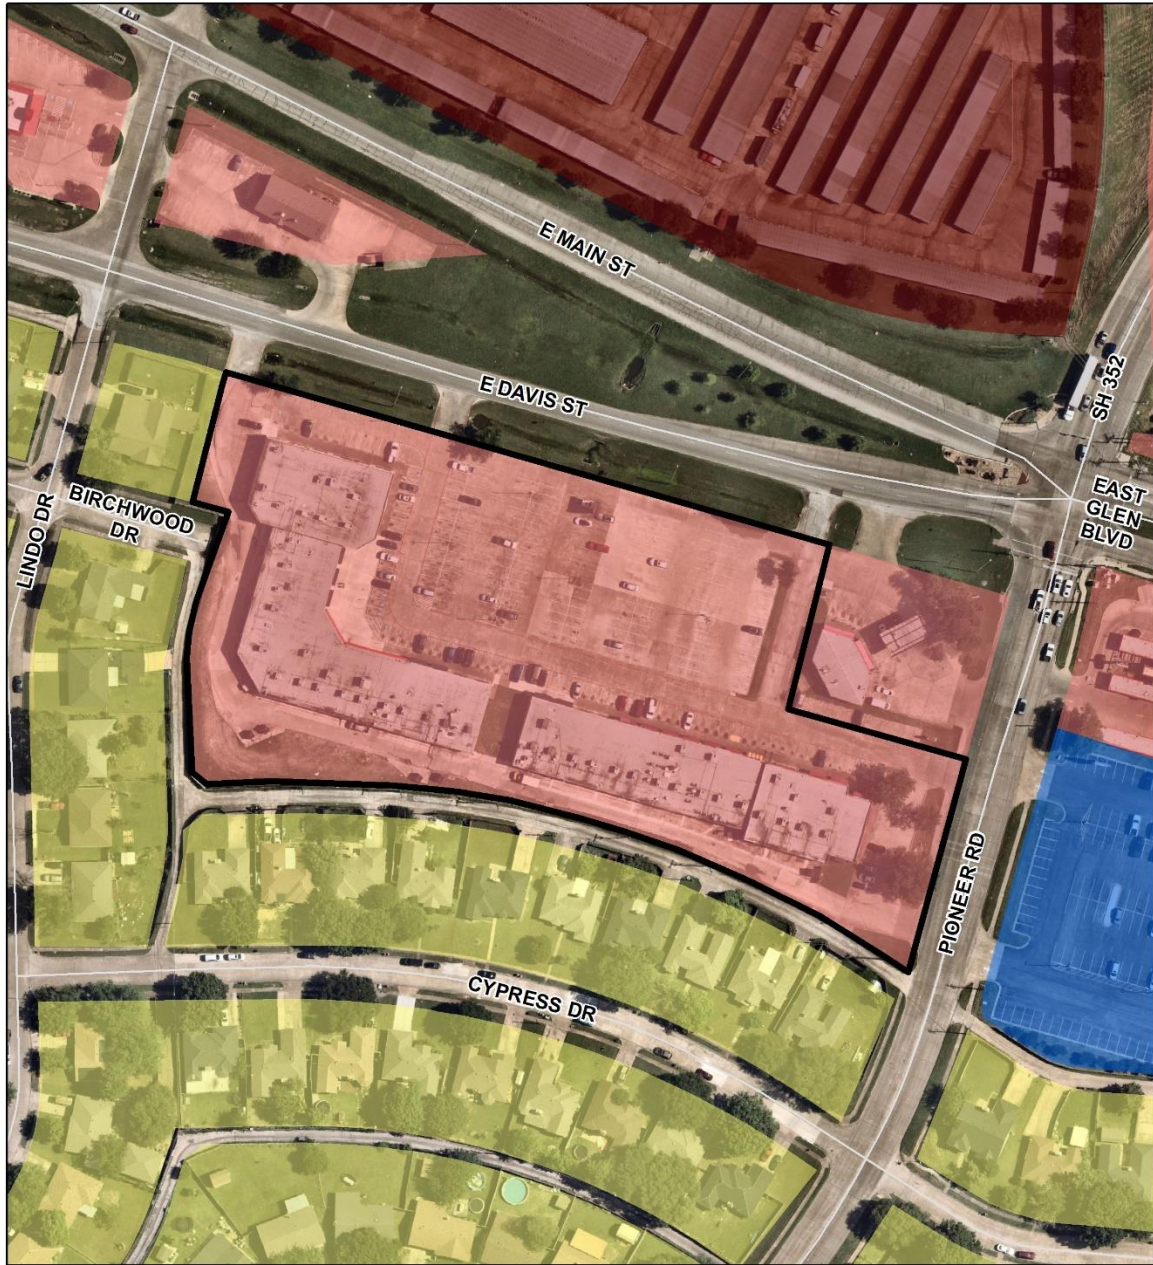 E MAIN ST
SH 352
E DAVIS ST
EAST
GLEN
BLVD
BIRCHWOOD
DR
LINDO DR
PIONEER RD
CYPRESS DR